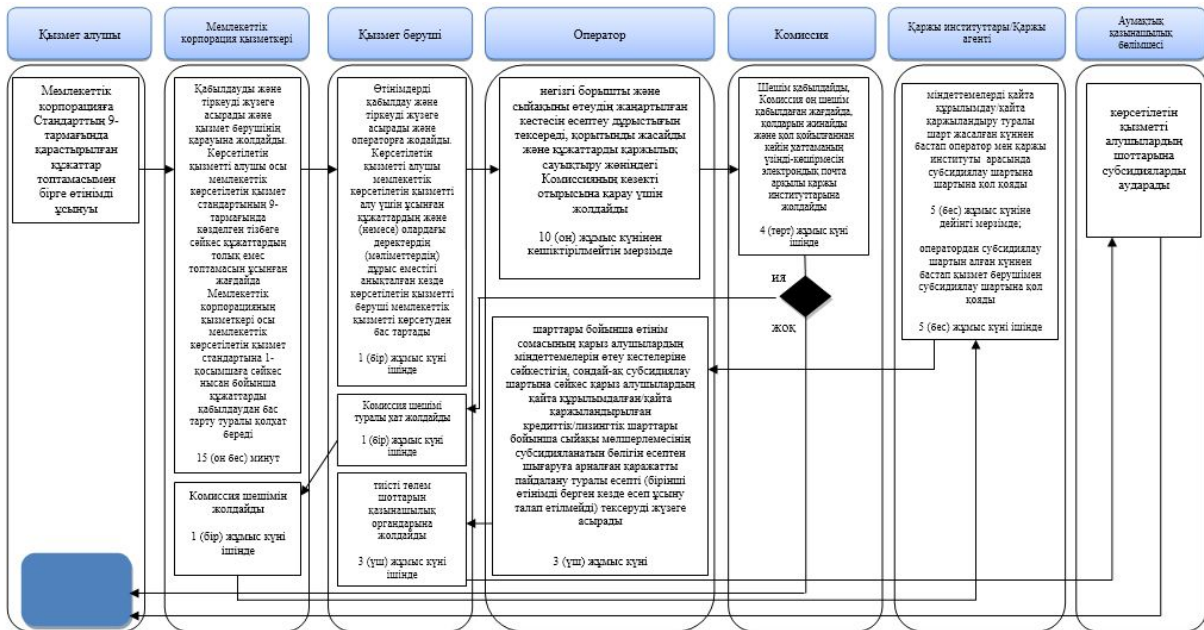 Қызмет алушы
Мемлекеттік
корпорация қызметкері
Қызмет беруші
Оператор
Комиссия
Қаржы институттары/Қаржы
агенті
Аумақтық
қазынашылық
бөлімшесі
Мемлекеттік
корпорацияға
Стандарттың 9-
тармағында
қарастырылған
құжаттар
топтамасымен
бірге өтінімді
ұсынуы
Қабылдауды және
тіркеуді жүзеге
асырады және
қызмет берушінің
қарауына жолдайды.
Көрсетілетін
қызметті алушы осы
мемлекеттік
көрсетілетін қызмет
стандартының 9-
тармағында
көзделген тізбеге
сәйкес құжаттардың
толық емес
топтамасын ұсынған
жағдайда
Мемлекеттік
корпорацияның
қызметкері осы
мемлекеттік
көрсетілетін қызмет
стандартына 1-
қосымшаға сәйкес
нысан бойынша
құжаттарды
қабылдаудан бас
тарту туралы қолхат
береді
15 (он бес) минут
Комиссия шешімін
жолдайды
1 (бір) жұмыс күні
ішінде
Өтінімдерді
қабылдау және
тіркеуді жүзеге
асырады және
операторға жодайды.
Көрсетілетін
қызметті алушы
мемлекеттік
көрсетілетін қызметті
алу үшін ұсынған
құжаттардың және
(немесе) олардағы
деректердің
(мәліметтердің)
дұрыс еместігі
анықталған кезде
көрсетілетін қызметті
беруші мемлекеттік
қызметті көрсетуден
бас тартады
1 (бір) жұмыс күні
ішінде
Комиссия шешімі
туралы хат жолдайды
1 (бір) жұмыс күні
ішінде
тиісті төлем
шоттарын
қазынашылық
органдарына
жолдайды
3 (үш) жұмыс күні
ішінде
негізгі борышты және
сыйақыны өтеудің жаңартылған
кестесін есептеу дұрыстығын
тексереді, қорытынды жасайды
және құжаттарды қаржылық
сауықтыру жөніндегі
Комиссияның кезекті
отырысына қарау үшін
жолдайды
10 (он) жұмыс күнінен
кешіктірілмейтін мерзімде
шарттары бойынша өтінім
сомасының қарыз алушылардың
міндеттемелерін өтеу кестелеріне
сәйкестігін, сондай-ақ субсидиялау
шартына сәйкес қарыз алушылардың
қайта құрылымдалған/қайта
қаржыландырылған
кредиттік/лизингтік шарттары
бойынша сыйақы мөлшерлемесінің
субсидияланатын бөлігін есептен
шығаруға арналған қаражатты
пайдалану туралы есепті (бірінші
өтінімді берген кезде есеп ұсыну
талап етілмейді) тексеруді жүзеге
асырады
3 (үш) жұмыс күні
Шешім қабылдайды,
Комиссия оң шешім
қабылдаған жағдайда,
қолдарын жинайды
және қол қойылғаннан
кейін хаттаманың
үзінді-көшірмесін
электрондық почта
арқылы қаржы
институттарына
жолдайды
4 (төрт) жұмыс күні
ішінде
ия
жоқ
міндеттемелерді қайта
құрылымдау/қайта
қаржыландыру туралы
шарт жасалған күннен
бастап оператор мен қаржы
институты арасында
субсидиялау шартына
шартына қол қояды
5 (бес) жұмыс күніне
дейінгі мерзімде;
оператордан субсидиялау
шартын алған күннен
бастап қызмет берушімен
субсидиялау шартына қол
қояды
5 (бес) жұмыс күні ішінде
көрсетілетін
қызметті
алушылардың
шоттарына
субсидияларды
аударады